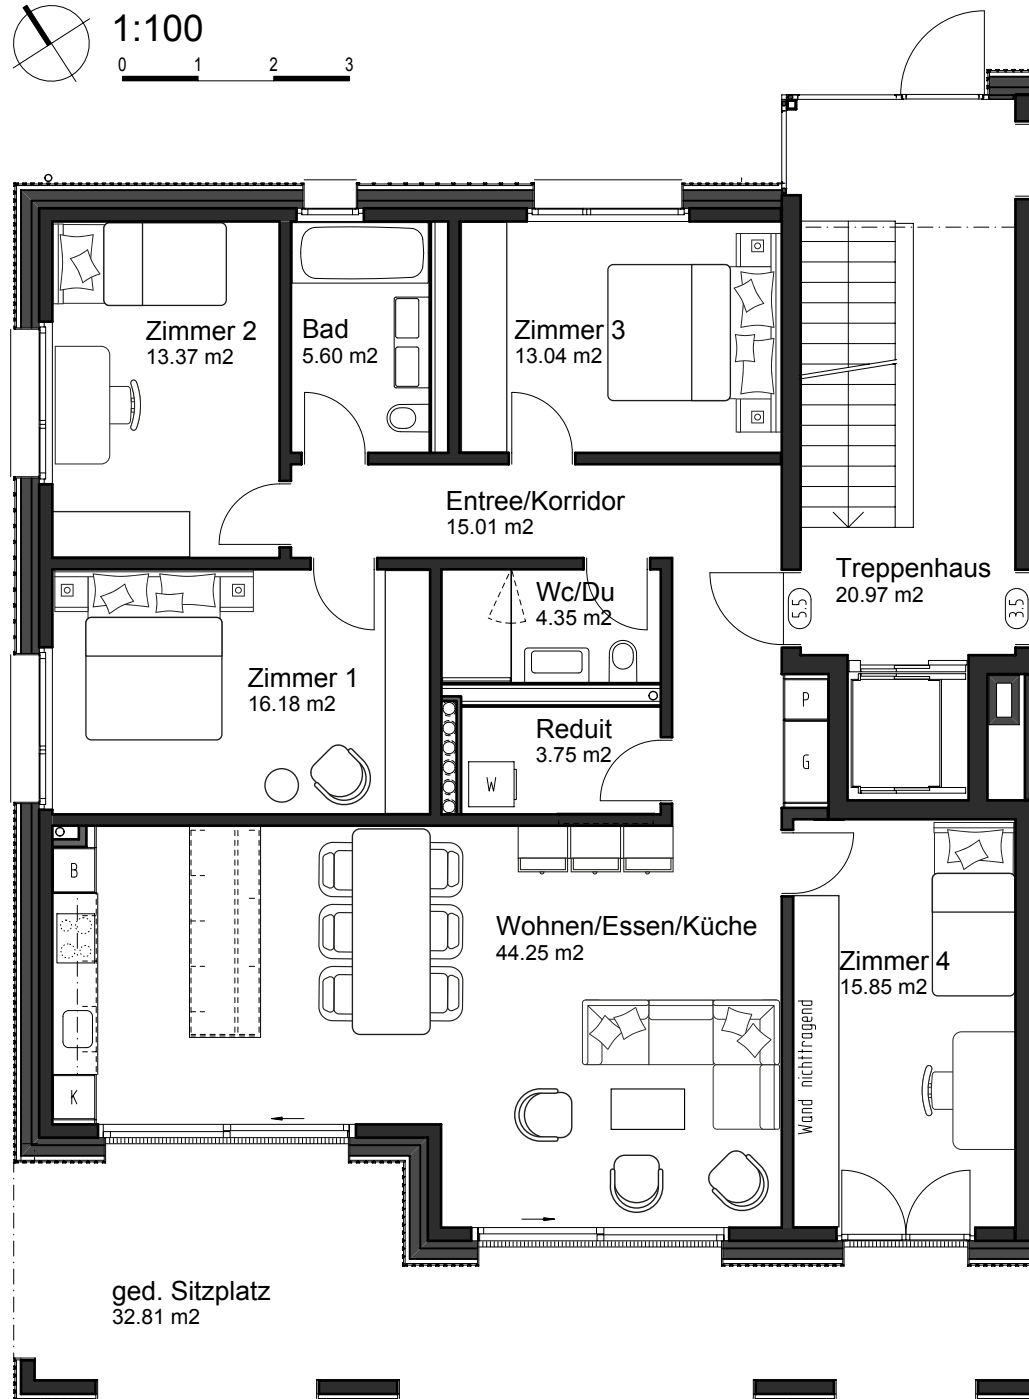 1:100
0 1 2 3
Zimmer 2
13.37 m2
Bad
5.60 m2
Zimmer 3
13.04 m2
Entree/Korridor
15.01 m2
Treppenhaus
20.97 m2
5.5
3.5
Wc/Du
4.35 m2
Zimmer 1
16.18 m2
Reduit
3.75 m2
W
P
G
B
K
Wohnen/Essen/Küche
44.25 m2
Zimmer 4
15.85 m2
Wand nichttragend
ged. Sitzplatz
32.81 m2